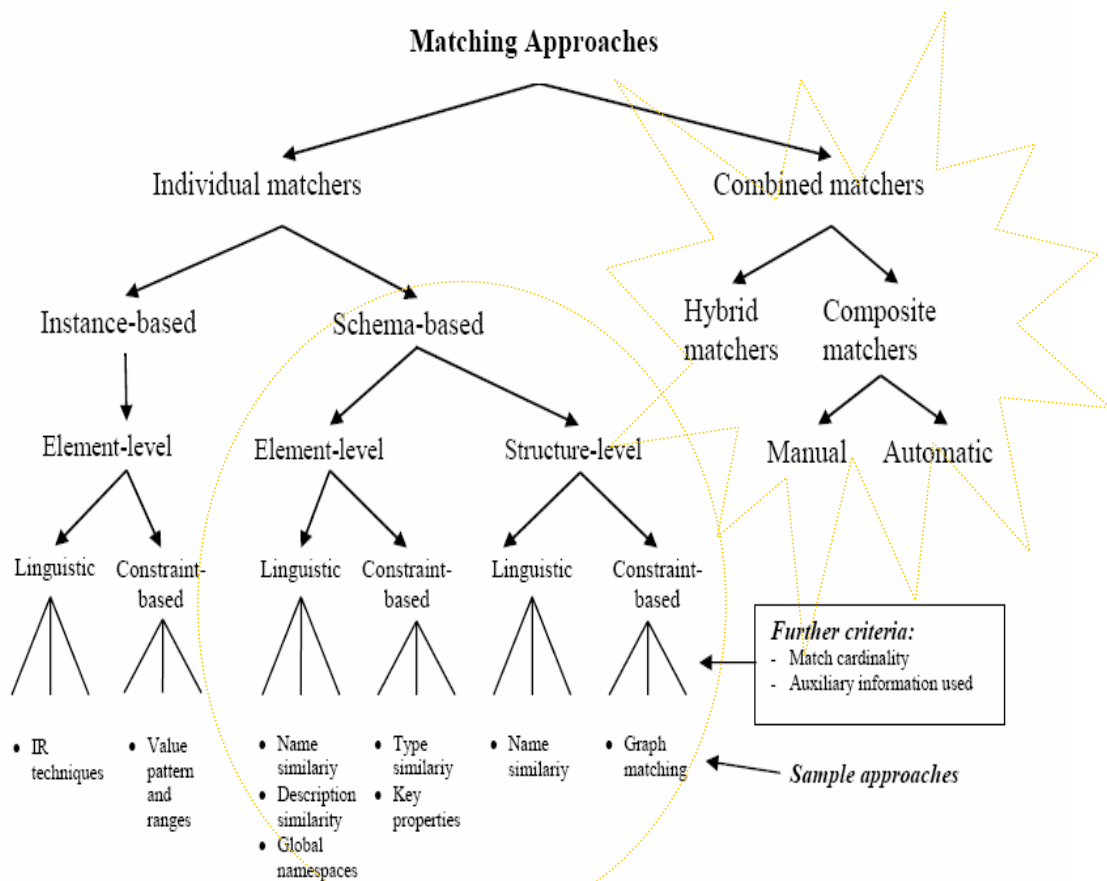 Matching Approaches
Individual matchers
Combined matchers
Instance-based
Schema-based
Hybrid
matchers
Composite
matchers
Element-level
Element-level
Structure-level
Manual
Automatic
Linguistic
Constraint-
based
Linguistic
Constraint-
based
Linguistic
Constraint-
based
Further criteria:
- Match cardinality
- Auxiliary information used
• IR
techniques
• Value
pattern
and
ranges
• Name
similariy
• Description
similarity
• Global
namespaces
• Type
similariy
• Key
properties
• Name
similariy
• Graph
matching
Sample approaches